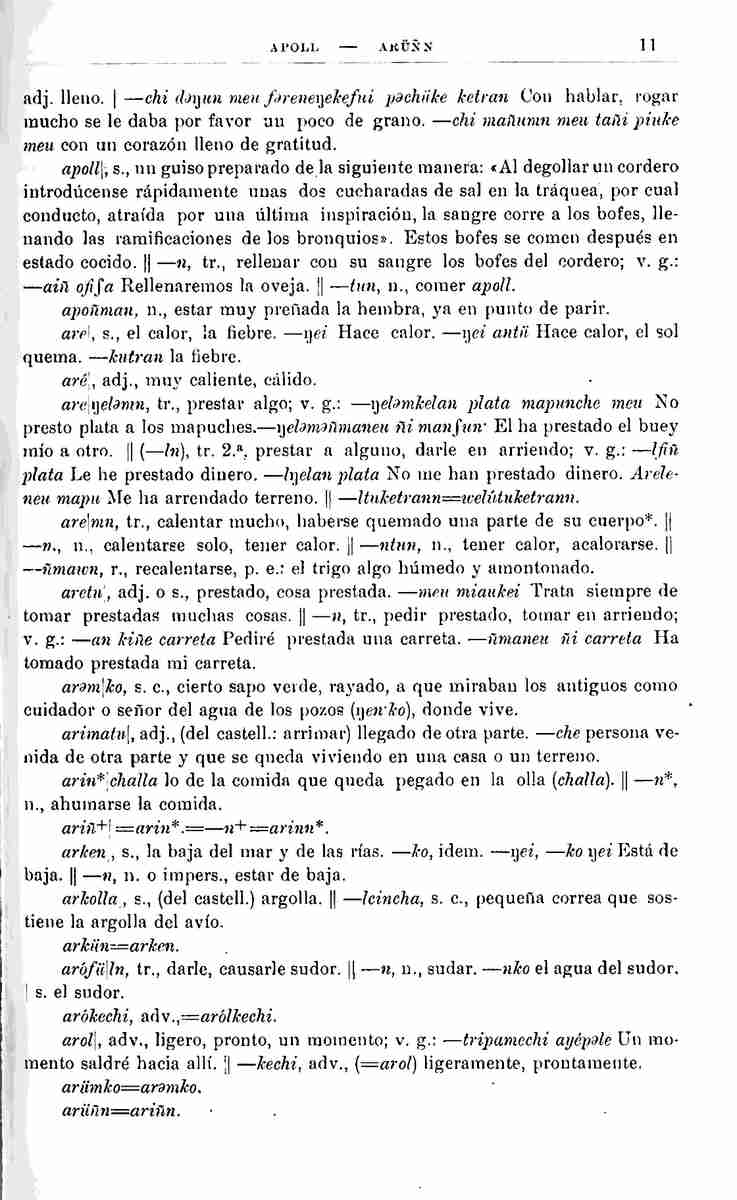 APOLL — ARÜÑN 11
adj. lleno. | —chi dəŋun meu fəreneŋekefui pəchüke ketran Con hablar, rogar
mucho se le daba por favor un poco de grano. —chi mañumn meu tañi piuke
meu con un corazón lleno de gratitud.
apoll|, s., un guiso preparado de la siguiente manera: «Al degollar un cordero
introdúcense rápidamente unas dos cucharadas de sal en la tráquea, por cual
conducto, atraída por una última inspiración, la sangre corre a los bofes, lle-
nando las ramificaciones de los bronquios». Estos bofes se comen después en
estado cocido. || —n, tr., rellenar con su sangre los bofes del cordero; v. g.:
—aiñ ofiʃa Rellenaremos la oveja. || —tun, n., comer apoll.
apoñman, n., estar muy preñada la hembra, ya en punto de parir.
are|, s., el calor, la fiebre. —ŋei Hace calor. —ŋei antü Hace calor, el sol
quema. —kutran la fiebre.
aré|, adj., muy caliente, cálido.
are|ŋeləmn, tr., prestar algo; v. g.: —ŋeləmkelan plata mapunche meu No
presto plata a los mapuches.—ŋeləməñmaneu ñi manʃun· El ha prestado el buey
mío a otro. || (—ln), tr. 2.ª, prestar a alguno, darle en arriendo; v. g.: —lfiñ
plata Le he prestado dinero. —lŋelan plata No me han prestado dinero. Arele-
neu mapu Me ha arrendado terreno. || —ltuketrann=welútuketrann.
are|mn, tr., calentar mucho, haberse quemado una parte de su cuerpo*. ||
—n., n., calentarse solo, tener calor. || —ntun, n., tener calor, acalorarse. ||
—ñmawn, r., recalentarse, p. e.: el trigo algo húmedo y amontonado.
aretu|, adj. o s., prestado, cosa prestada. —meu miaukei Trata siempre de
tomar prestadas muchas cosas. || —n, tr., pedir prestado, tomar en arriendo;
v. g.: —an kiñe carreta Pediré prestada una carreta. —ñmaneu ñi carreta Ha
tomado prestada mi carreta.
arəm|ko, s. c., cierto sapo verde, rayado, a que miraban los antiguos como
cuidador o señor del agua de los pozos (ŋen·ko), donde vive.
arimatu|, adj., (del castell.: arrimar) llegado de otra parte. —che persona ve-
nida de otra parte y que se queda viviendo en una casa o un terreno.
arin*|challa lo de la comida que queda pegado en la olla (challa). || —n*,
n., ahumarse la comida.
ariñ+|=arin*.=—n+=arinn*.
arken|, s., la baja del mar y de las rías. —ko, idem. —ŋei, —ko ŋei Está de
baja. || —n, n. o impers., estar de baja.
arkolla|, s., (del castell.) argolla. || —lcincha, s. c., pequeña correa que sos-
tiene la argolla del avío.
arkün=arken.
arófü|ln, tr., darle, causarle sudor. || —n, n., sudar. —nko el agua del sudor.
| s. el sudor.
arókechi, adv.,=arólkechi.
arol|, adv., ligero, pronto, un momento; v. g.: —tripamechi ayépəle Un mo-
mento saldré hacia allí. || —kechi, adv., (=arol) ligeramente, prontamente.
arümko=arəmko.
arüñn=ariñn.